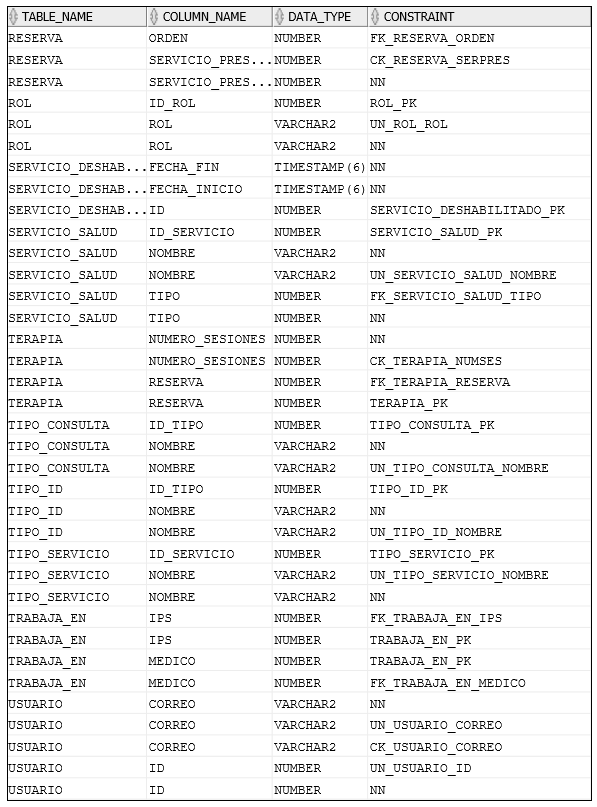 TABLE_NAME COLUMN_NAME DATA_TYPE CONSTRAINT
RESERVA ORDEN NUMBER FK_RESERVA_ORDEN
RESERVA SERVICIO_PRES... NUMBER CK_RESERVA_SERPRES
RESERVA SERVICIO_PRES... NUMBER NN
ROL ID_ROL NUMBER ROL_PK
ROL ROL VARCHAR2 UN_ROL_ROL
ROL ROL VARCHAR2 NN
SERVICIO_DESHAB... FECHA_FIN TIMESTAMP(6) NN
SERVICIO_DESHAB... FECHA_INICIO TIMESTAMP(6) NN
SERVICIO_DESHAB... ID NUMBER SERVICIO_DESHABILITADO_PK
SERVICIO_SALUD ID_SERVICIO NUMBER SERVICIO_SALUD_PK
SERVICIO_SALUD NOMBRE VARCHAR2 NN
SERVICIO_SALUD NOMBRE VARCHAR2 UN_SERVICIO_SALUD_NOMBRE
SERVICIO_SALUD TIPO NUMBER FK_SERVICIO_SALUD_TIPO
SERVICIO_SALUD TIPO NUMBER NN
TERAPIA NUMERO_SESIONES NUMBER NN
TERAPIA NUMERO_SESIONES NUMBER CK_TERAPIA_NUMSES
TERAPIA RESERVA NUMBER FK_TERAPIA_RESERVA
TERAPIA RESERVA NUMBER TERAPIA_PK
TIPO_CONSULTA ID_TIPO NUMBER TIPO_CONSULTA_PK
TIPO_CONSULTA NOMBRE VARCHAR2 NN
TIPO_CONSULTA NOMBRE VARCHAR2 UN_TIPO_CONSULTA_NOMBRE
TIPO_ID ID_TIPO NUMBER TIPO_ID_PK
TIPO_ID NOMBRE VARCHAR2 NN
TIPO_ID NOMBRE VARCHAR2 UN_TIPO_ID_NOMBRE
TIPO_SERVICIO ID_SERVICIO NUMBER TIPO_SERVICIO_PK
TIPO_SERVICIO NOMBRE VARCHAR2 UN_TIPO_SERVICIO_NOMBRE
TIPO_SERVICIO NOMBRE VARCHAR2 NN
TRABAJA_EN IPS NUMBER FK_TRABAJA_EN_IPS
TRABAJA_EN IPS NUMBER TRABAJA_EN_PK
TRABAJA_EN MEDICO NUMBER TRABAJA_EN_PK
TRABAJA_EN MEDICO NUMBER FK_TRABAJA_EN_MEDICO
USUARIO CORREO VARCHAR2 NN
USUARIO CORREO VARCHAR2 UN_USUARIO_CORREO
USUARIO CORREO VARCHAR2 CK_USUARIO_CORREO
USUARIO ID NUMBER UN_USUARIO_ID
USUARIO ID NUMBER NN